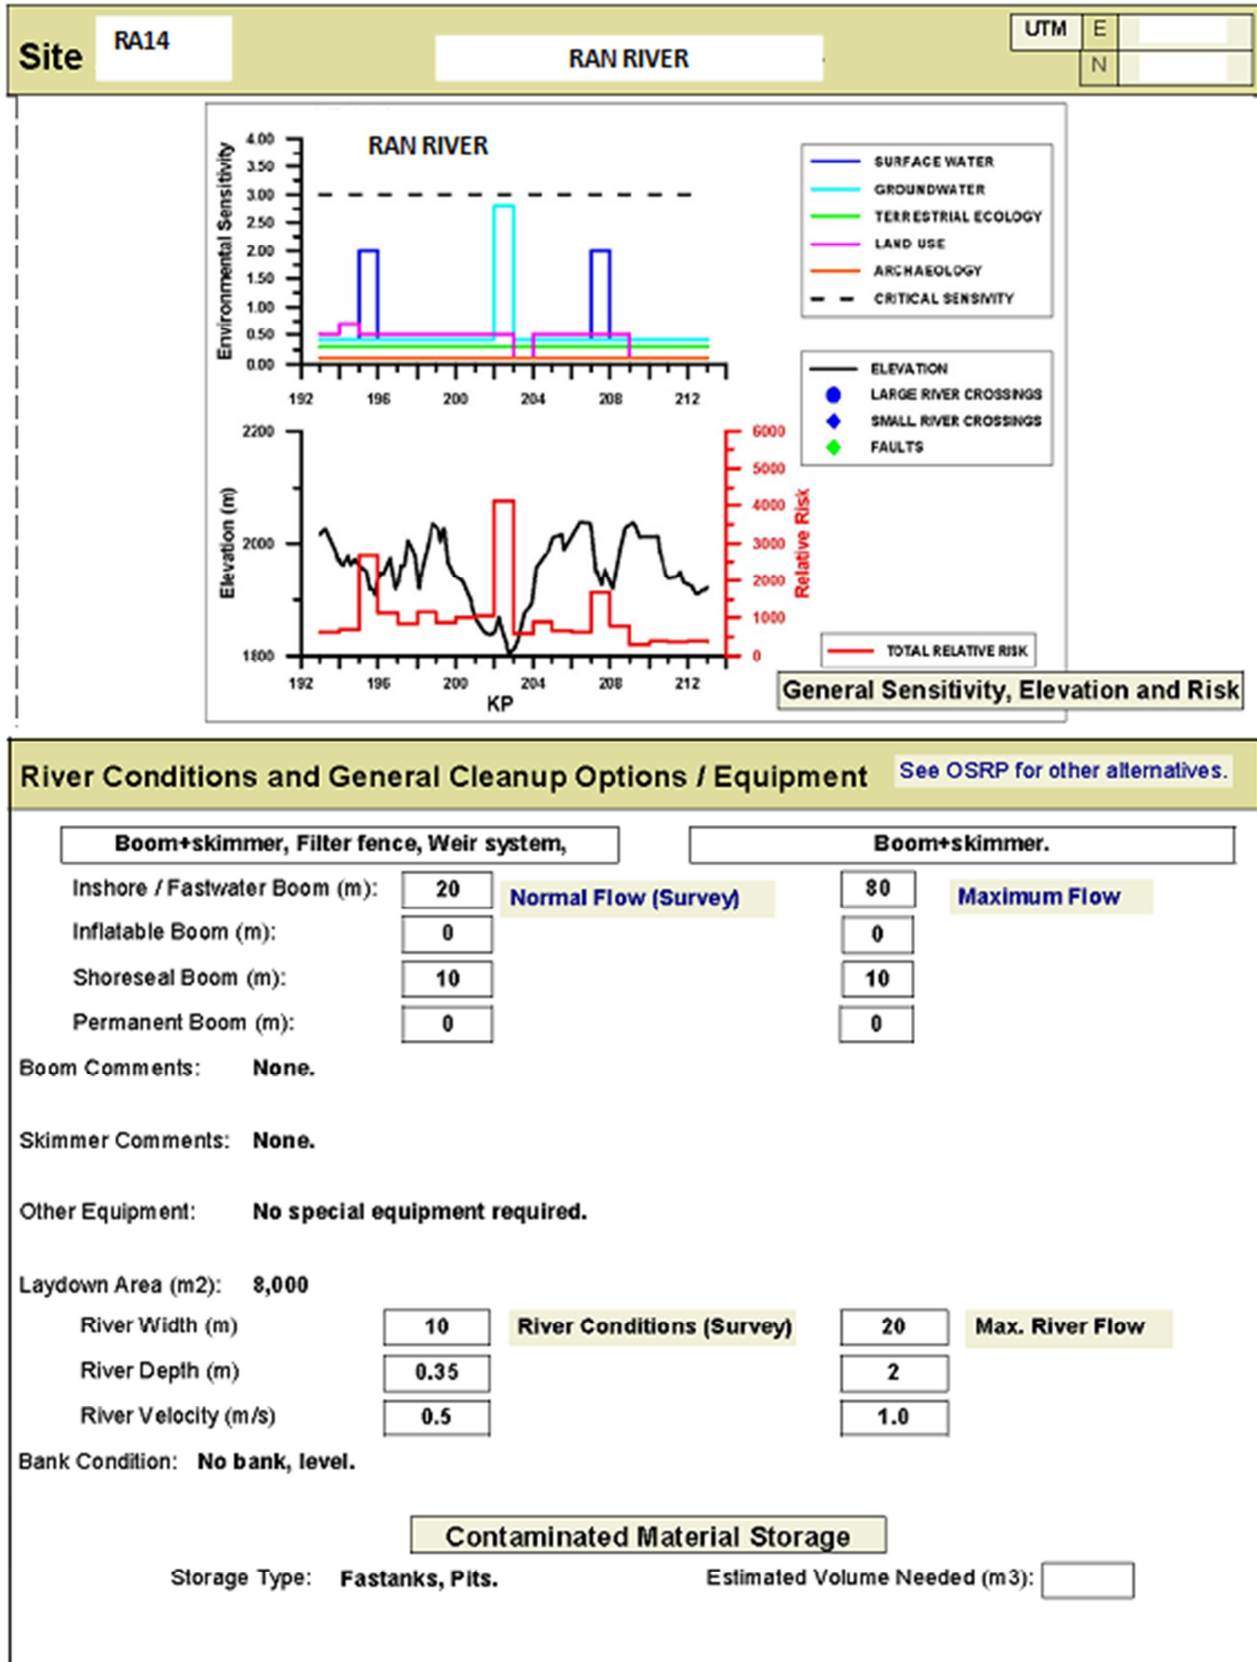 Site RA14 RAN RIVER UTM E
N
RAN RIVER
Environmental Sensitivity
4.00
3.50
3.00
2.50
2.00
1.50
1.00
0.50
0.00
192 196 200 204 208 212
SURFACE WATER
GROUNDWATER
TERRESTRIAL ECOLOGY
LAND USE
ARCHAEOLOGY
CRITICAL SENSIVITY
ELEVATION
LARGE RIVER CROSSINGS
SMALL RIVER CROSSINGS
FAULTS
Elevation (m)
2200
2000
1800
6000
5000
4000
3000
2000
1000
0
Relative Risk
192 196 200 204 208 212
KP
TOTAL RELATIVE RISK
General Sensitivity, Elevation and Risk
River Conditions and General Cleanup Options / Equipment See OSRP for other alternatives.
Boom+skimmer, Filter fence, Weir system, Boom+skimmer.
Inshore / Fastwater Boom (m): 20 Normal Flow (Survey) 80 Maximum Flow
Inflatable Boom (m): 0 0
Shoreseal Boom (m): 10 10
Permanent Boom (m): 0 0
Boom Comments: None.
Skimmer Comments: None.
Other Equipment: No special equipment required.
Laydown Area (m2): 8,000
River Width (m) 10 River Conditions (Survey) 20 Max. River Flow
River Depth (m) 0.35 2
River Velocity (m/s) 0.5 1.0
Bank Condition: No bank, level.
Contaminated Material Storage
Storage Type: Fastanks, Pits. Estimated Volume Needed (m3):